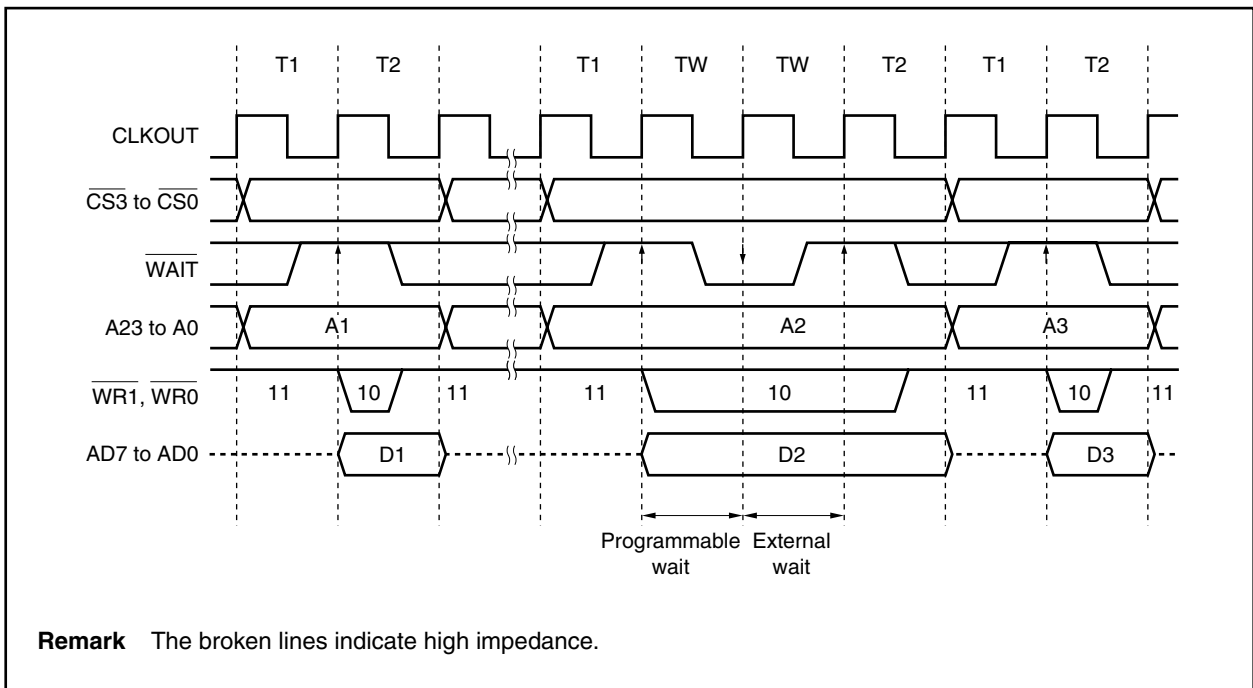 T1 T2 T1 TW TW T2 T1 T2
CLKOUT
CS3 to CS0
WAIT
A23 to A0 A1 A2 A3
WR1, WR0 11 10 11 11 10 11 10 11
AD7 to AD0 D1 D2 D3
Programmable wait
External wait
Remark The broken lines indicate high impedance.